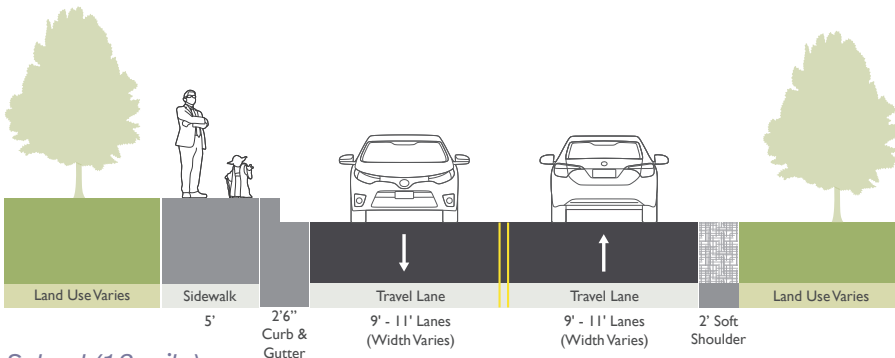 Land Use Varies
Sidewalk
Travel Lane
Travel Lane
Land Use Varies
5’
2’6”
Curb &
Gutter
9' - 11' Lanes
(Width Varies)
9' - 11' Lanes
(Width Varies)
2’ Soft
Shoulder